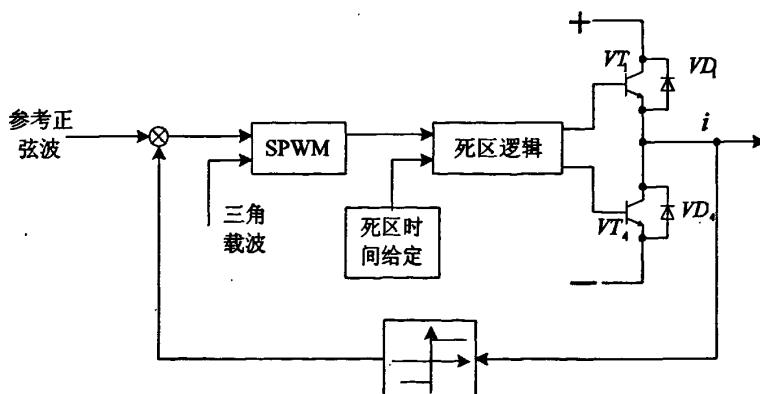 +
VT₁
VD₁
参考正
弦波
SPWM
死区逻辑
i
三角
载波
死区时
间给定
VT₄
VD₄
—